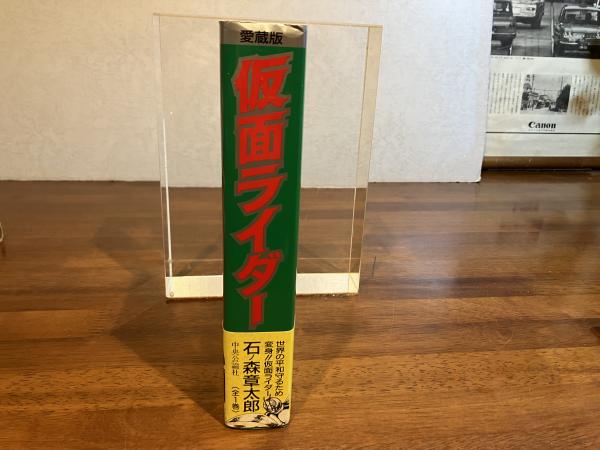 愛蔵版
仮面ライダー
世界の平和守るため
変身!!仮面ライダー
石ノ森章太郎
(全1巻)
中央公論社
Canon